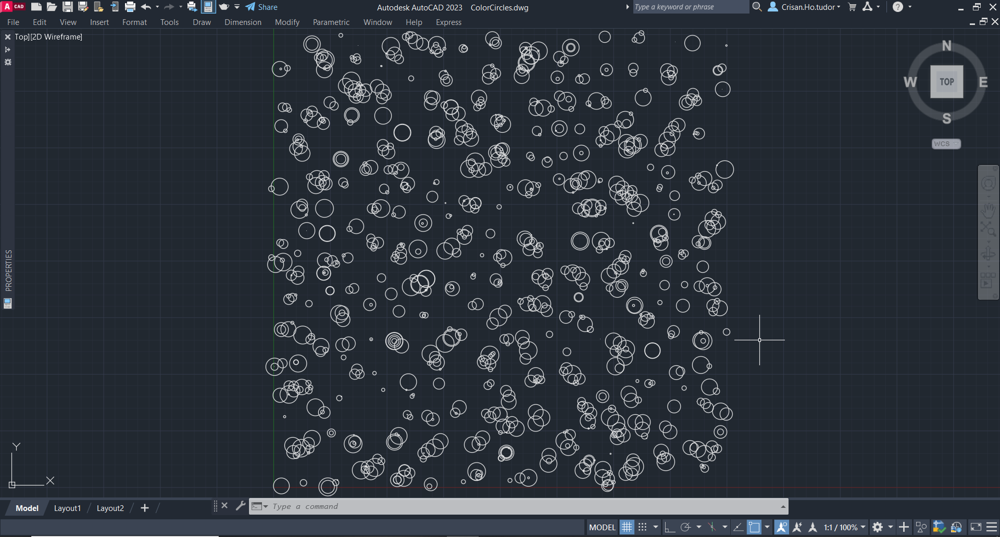 A CAD
Share
Autodesk AutoCAD 2023 ColorCircles.dwg
Type a keyword or phrase
Crisan.Ho.tudor
?
File Edit View Insert Format Tools Draw Dimension Modify Parametric Window Help Express
Top][2D Wireframe]
N
W TOP E
S
WCS
PROPERTIES
Y
X
Model Layout1 Layout2 +
Type a command
MODEL 1:1 / 100%